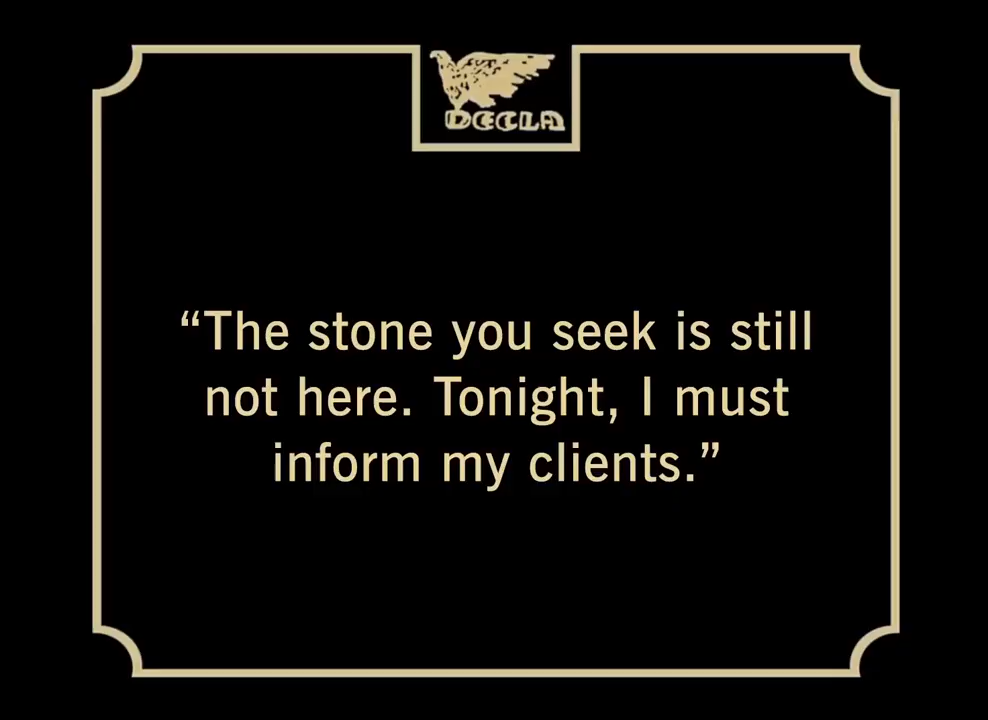 DECLA
“The stone you seek is still
not here. Tonight, I must
inform my clients.”